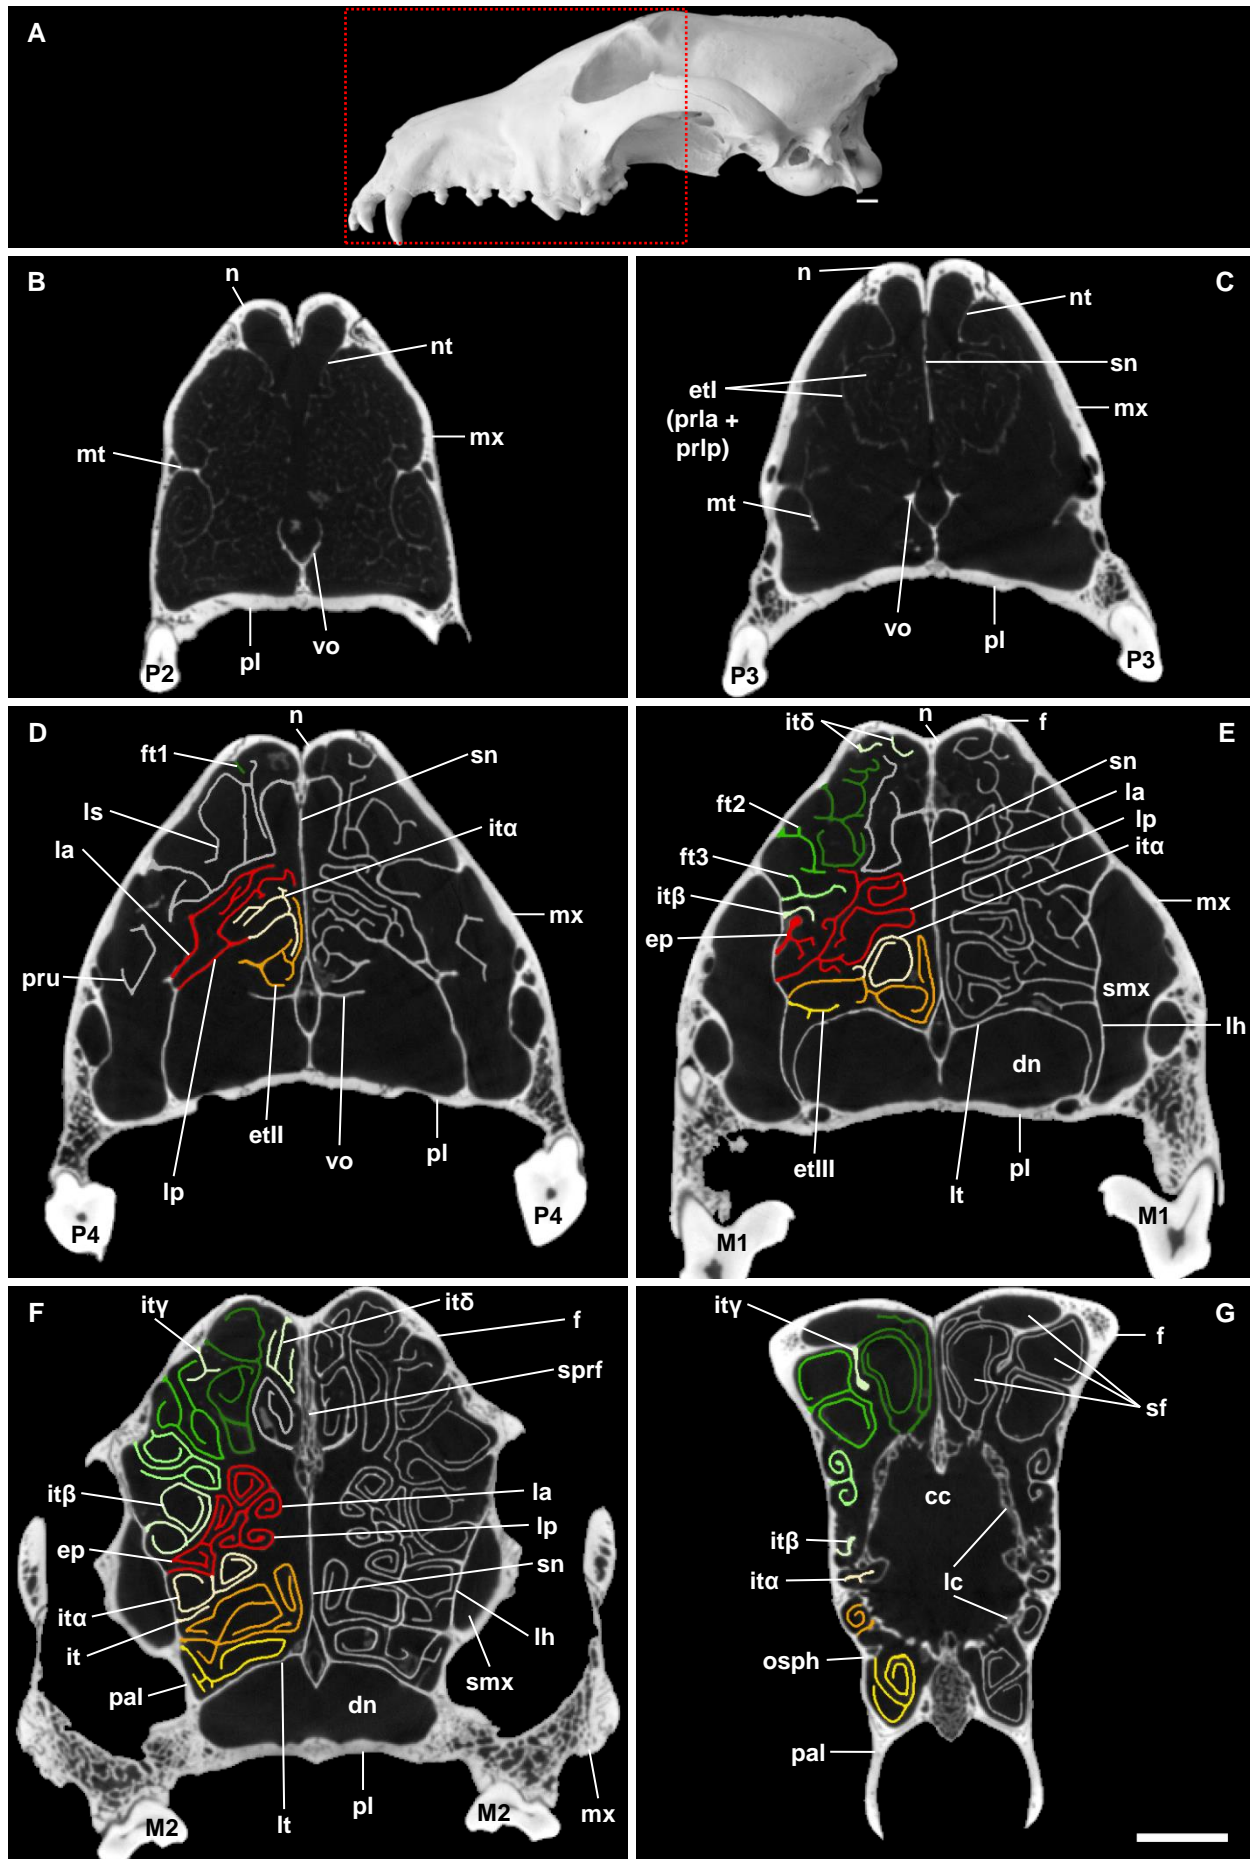 A
B
n
nt
mx
mt
vo
pl
P2
C
n
nt
sn
etI
(prIa +
prIp)
mx
mt
vo
pl
P3
P3
D
n
ft1
sn
ls
itα
la
mx
pru
etII
vo
pl
lp
P4
P4
E
itδ
n
f
sn
la
ft2
lp
itα
ft3
itβ
mx
ep
smx
lh
dn
etIII
lt
pl
M1
M1
F
itγ
itδ
f
sprf
itβ
la
lp
ep
sn
itα
it
lh
smx
pal
dn
lt
pl
mx
M2
M2
G
itγ
f
sf
cc
itβ
itα
lc
osph
pal